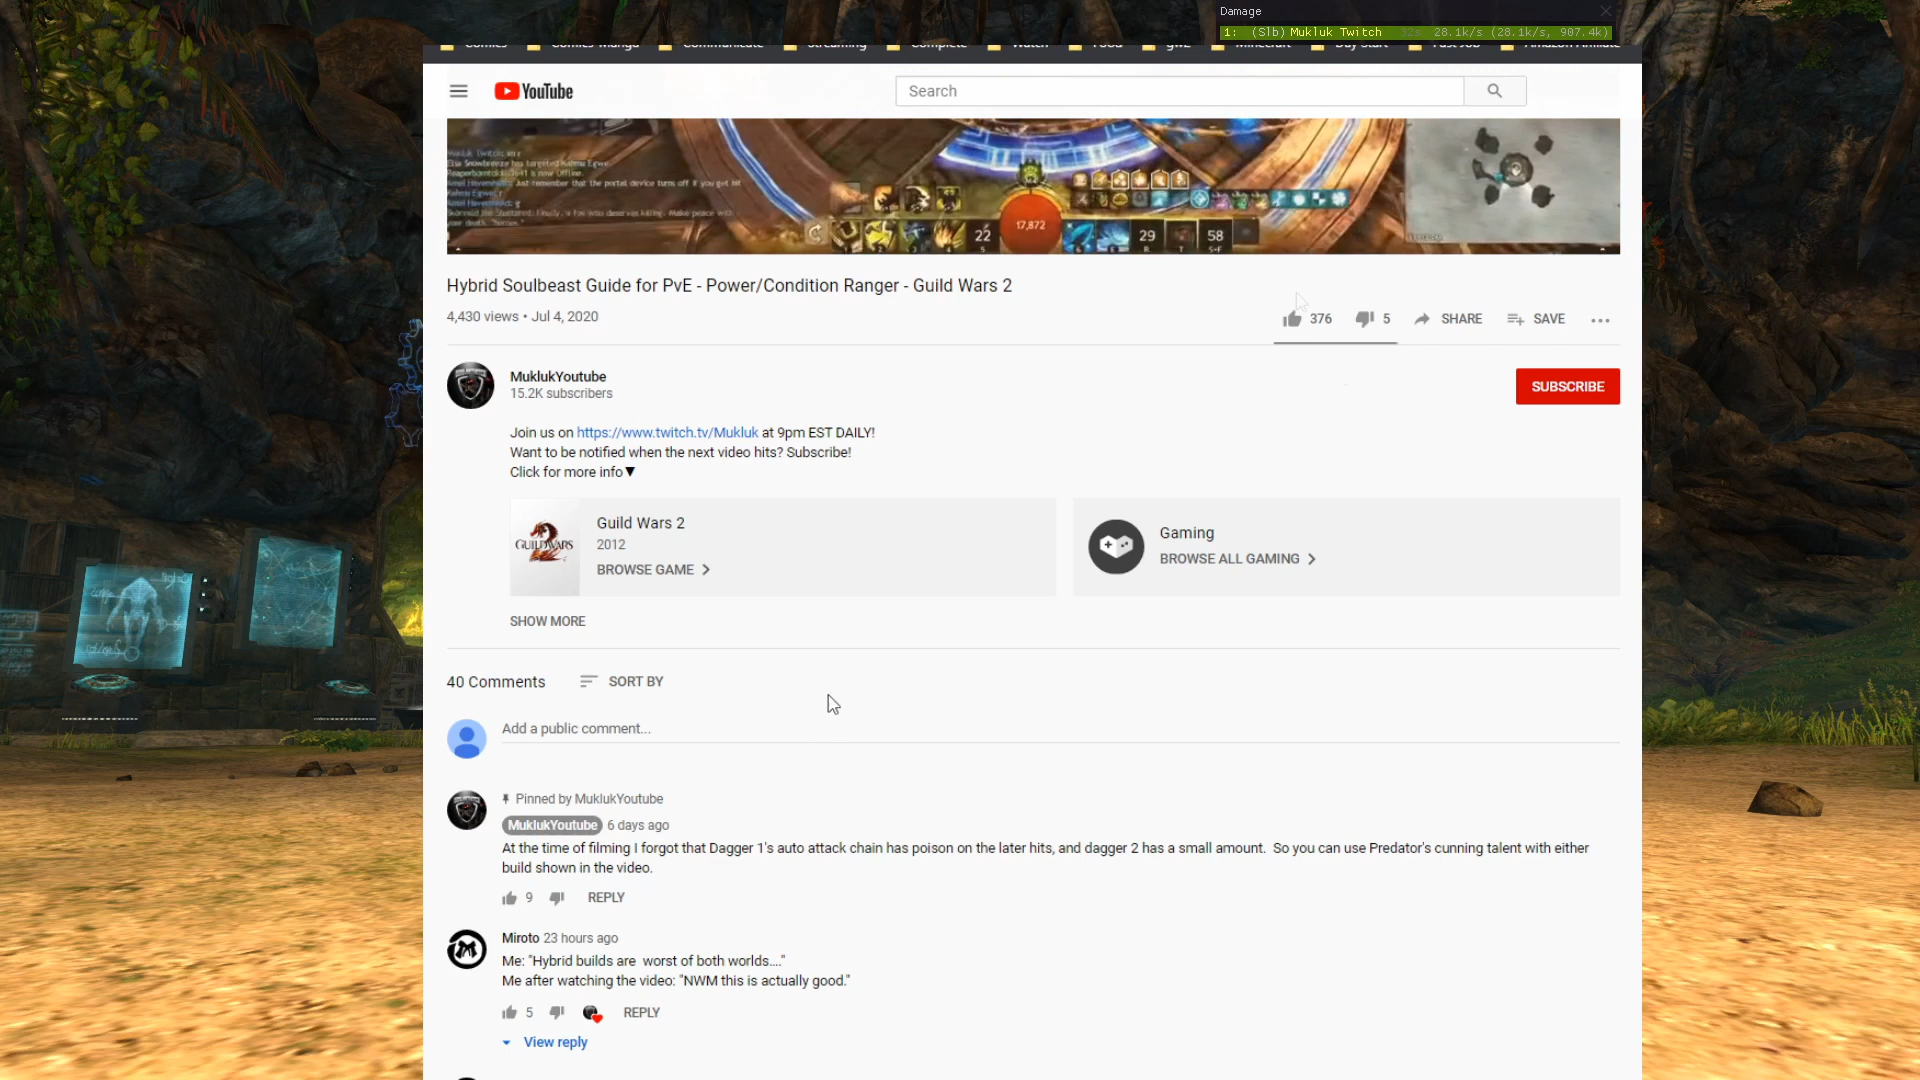 Damage
1: (Slb) Mukluk Twitch 32s 28.1k/s (28.1k/s, 907.4k)
Comics Comics Manga Communicate Streaming Complete Watch Food gw2 Minecraft Day Start Past Job Amazon Affiliate
YouTube
Search
22
17,872
29
58
Hybrid Soulbeast Guide for PvE - Power/Condition Ranger - Guild Wars 2
4,430 views • Jul 4, 2020
376 5 SHARE SAVE
MuklukYoutube
15.2K subscribers
SUBSCRIBE
Join us on https://www.twitch.tv/Mukluk at 9pm EST DAILY!
Want to be notified when the next video hits? Subscribe!
Click for more info▼
GUILD WARS 2
Guild Wars 2
2012
BROWSE GAME
Gaming
BROWSE ALL GAMING
SHOW MORE
40 Comments SORT BY
Add a public comment...
Pinned by MuklukYoutube
MuklukYoutube 6 days ago
At the time of filming I forgot that Dagger 1's auto attack chain has poison on the later hits, and dagger 2 has a small amount. So you can use Predator's cunning talent with either
build shown in the video.
9 REPLY
Miroto 23 hours ago
Me: "Hybrid builds are worst of both worlds...."
Me after watching the video: "NWM this is actually good."
5 REPLY
View reply